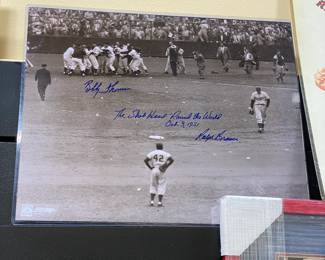 Bobby Thomson
The Shot Heard 'Round the World
Oct. 3, 1951
Ralph Branca
42